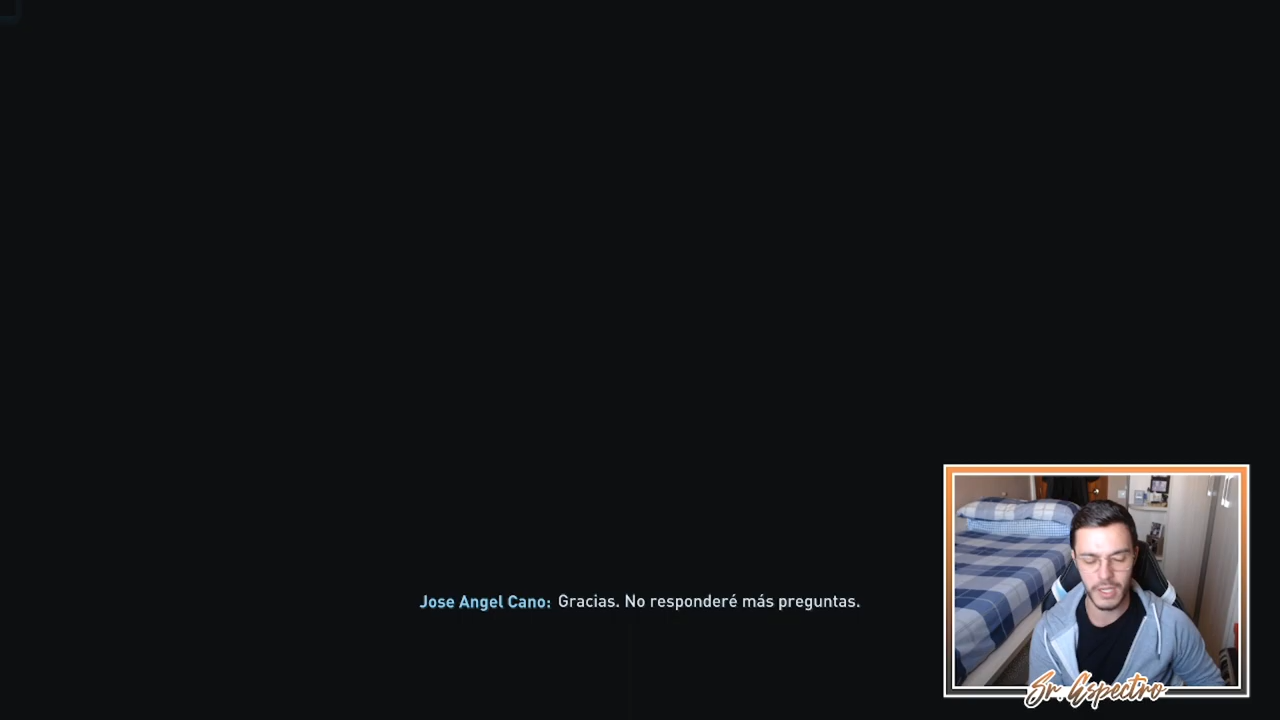 Jose Angel Cano: Gracias. No responderé más preguntas.
Sr. Espectro